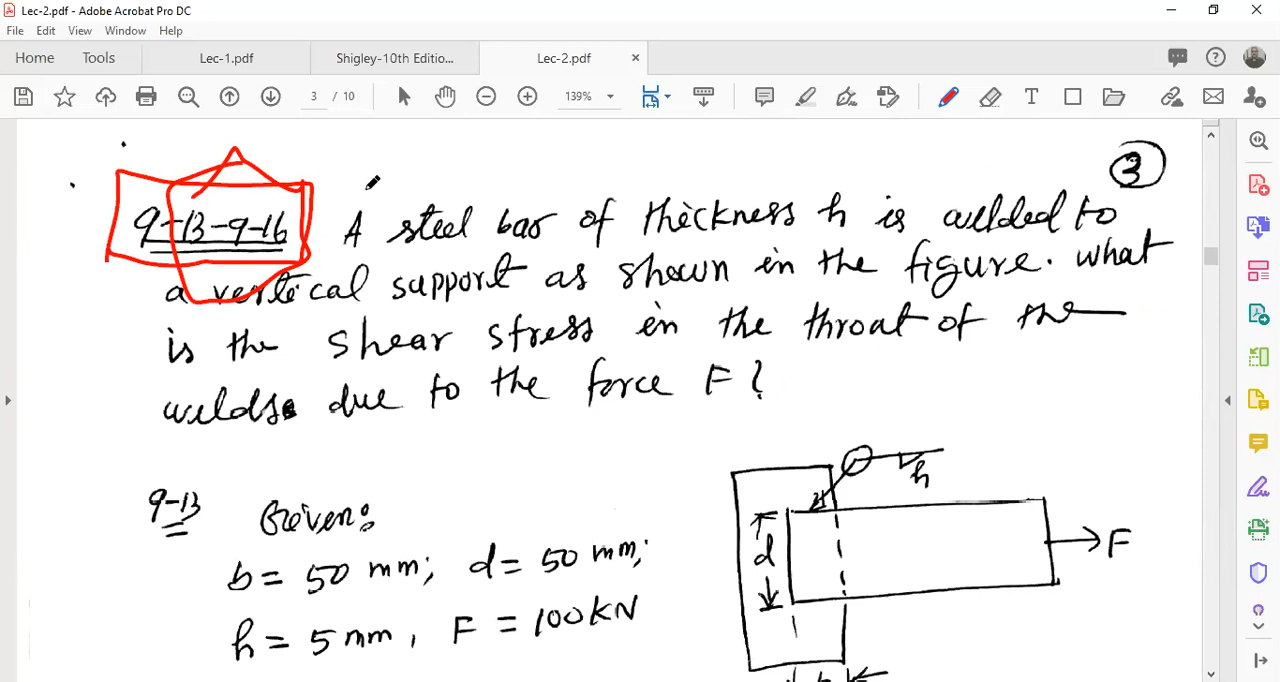 Lec-2.pdf - Adobe Acrobat Pro DC
File Edit View Window Help
Home Tools Lec-1.pdf Shigley-10th Editio... Lec-2.pdf
3 / 10 139%
3
9-13-9-16 A steel bar of thickness h is welded to
a vertical support as shown in the figure. What
is the shear stress in the throat of the
welds due to the force F?
9-13 Given:
b = 50 mm; d = 50 mm;
h = 5 mm, F = 100 KN
h
d
F
b